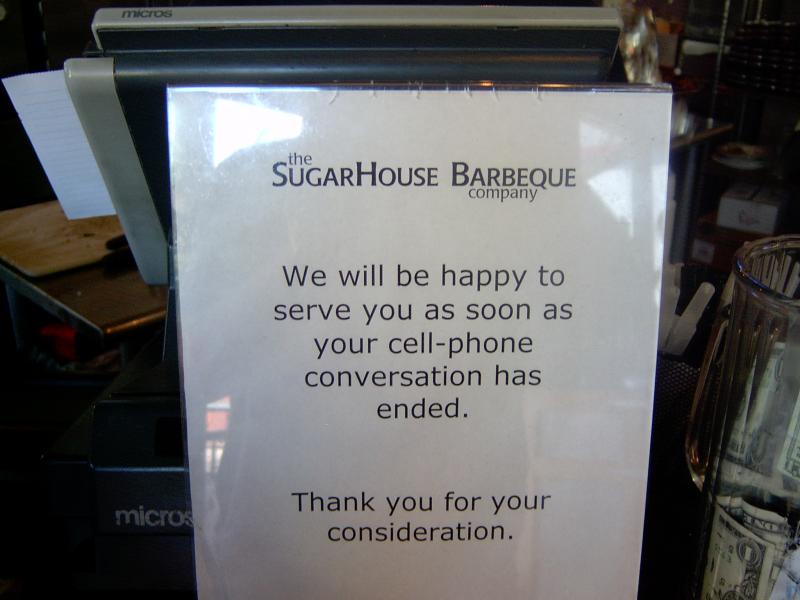 micros
the
SUGARHOUSE BARBEQUE
company
We will be happy to
serve you as soon as
your cell-phone
conversation has
ended.
Thank you for your
consideration.
micros